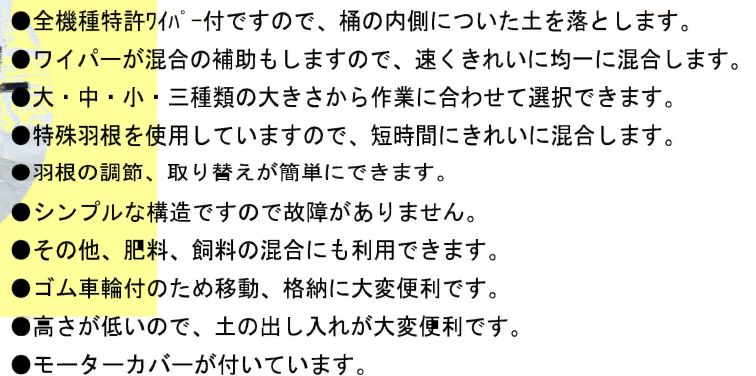 ●全機種特許ﾜｲﾊﾟｰ付ですので、桶の内側についた土を落とします。
●ワイパーが混合の補助もしますので、速くきれいに均一に混合します。
●大・中・小・三種類の大きさから作業に合わせて選択できます。
●特殊羽根を使用していますので、短時間にきれいに混合します。
●羽根の調節、取り替えが簡単にできます。
●シンプルな構造ですので故障がありません。
●その他、肥料、飼料の混合にも利用できます。
●ゴム車輪付のため移動、格納に大変便利です。
●高さが低いので、土の出し入れが大変便利です。
●モーターカバーが付いています。